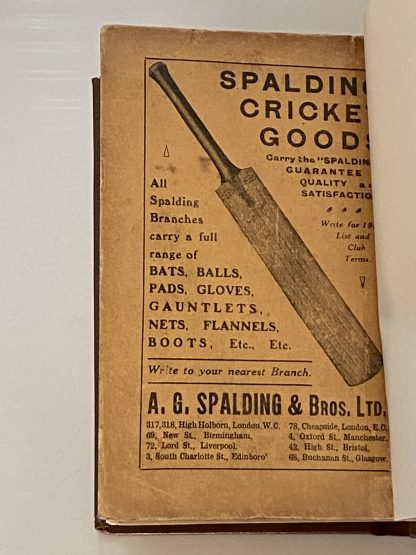 SPALDING
CRICKET
GOODS
Carry the "SPALDIN
GUARANTEE
QUALITY a
SATISFACTIO
Write for 19
List and
Club
Terms.
All
Spalding
Branches
carry a full
range of
BATS, BALLS,
PADS, GLOVES,
GAUNTLETS,
NETS, FLANNELS,
BOOTS, Etc., Etc.
Write to your nearest Branch.
A. G. SPALDING & BROS. LTD.
317,318, High Holborn, London, W.C.
69, New St., Birmingham.
72, Lord St., Liverpool.
3, South Charlotte St., Edinboro'
78, Cheapside, London, E.C.
4, Oxford St., Manchester.
42, High St., Bristol.
68, Buchanan St., Glasgow.